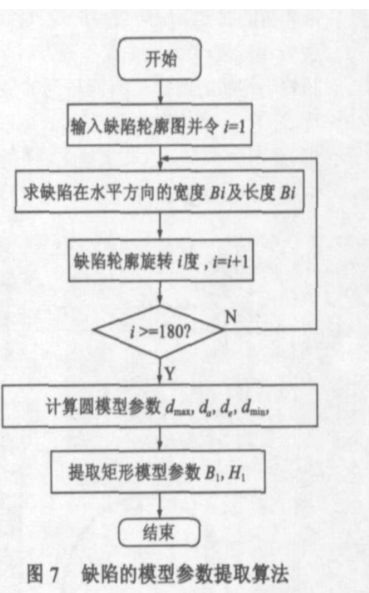 开始
输入缺陷轮廓图并令 i=1
求缺陷在水平方向的宽度 Bi及长度 Bi
缺陷轮廓旋转 i度 , i=i+1
i >=180?
N
Y
计算圆模型参数 dmax, du, de, dmin,
提取矩形模型参数 B1, H1
结束
图 7 缺陷的模型参数提取算法